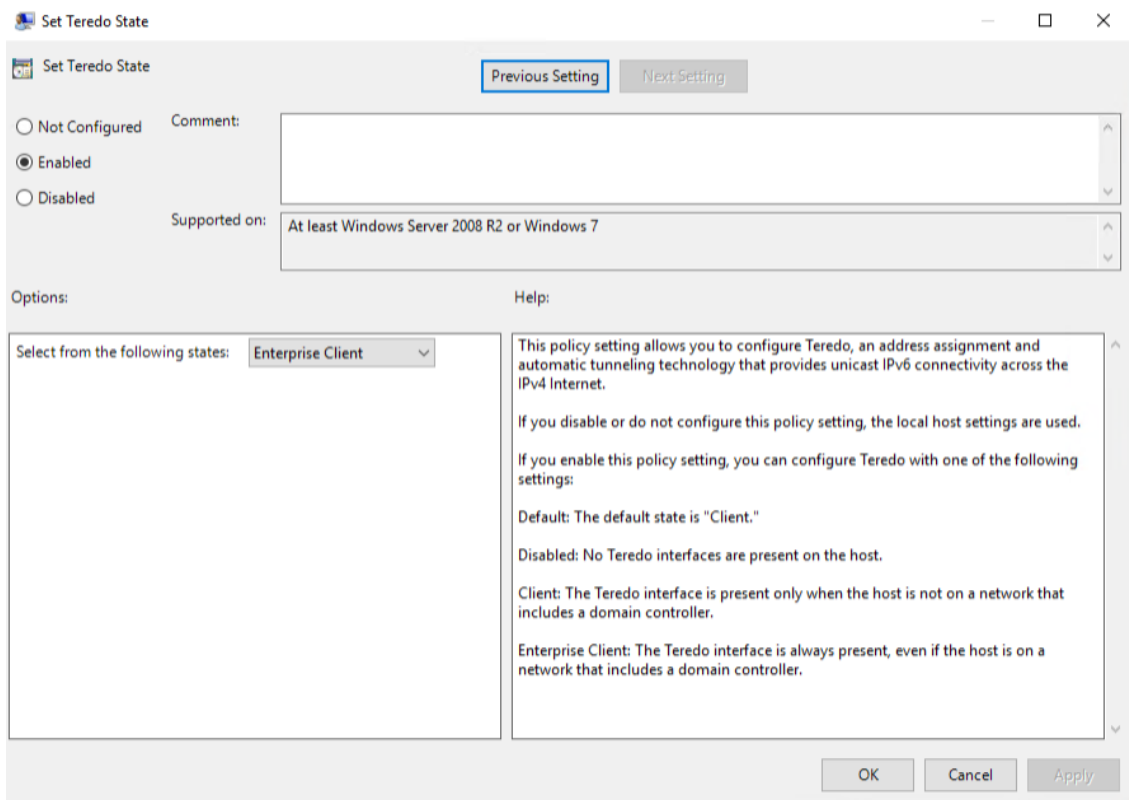 Set Teredo State
Set Teredo State
Previous Setting
Next Setting
Not Configured
Enabled
Disabled
Comment:
Supported on:
At least Windows Server 2008 R2 or Windows 7
Options:
Help:
Select from the following states:
Enterprise Client
This policy setting allows you to configure Teredo, an address assignment and
automatic tunneling technology that provides unicast IPv6 connectivity across the
IPv4 Internet.
If you disable or do not configure this policy setting, the local host settings are used.
If you enable this policy setting, you can configure Teredo with one of the following
settings:
Default: The default state is "Client."
Disabled: No Teredo interfaces are present on the host.
Client: The Teredo interface is present only when the host is not on a network that
includes a domain controller.
Enterprise Client: The Teredo interface is always present, even if the host is on a
network that includes a domain controller.
OK
Cancel
Apply